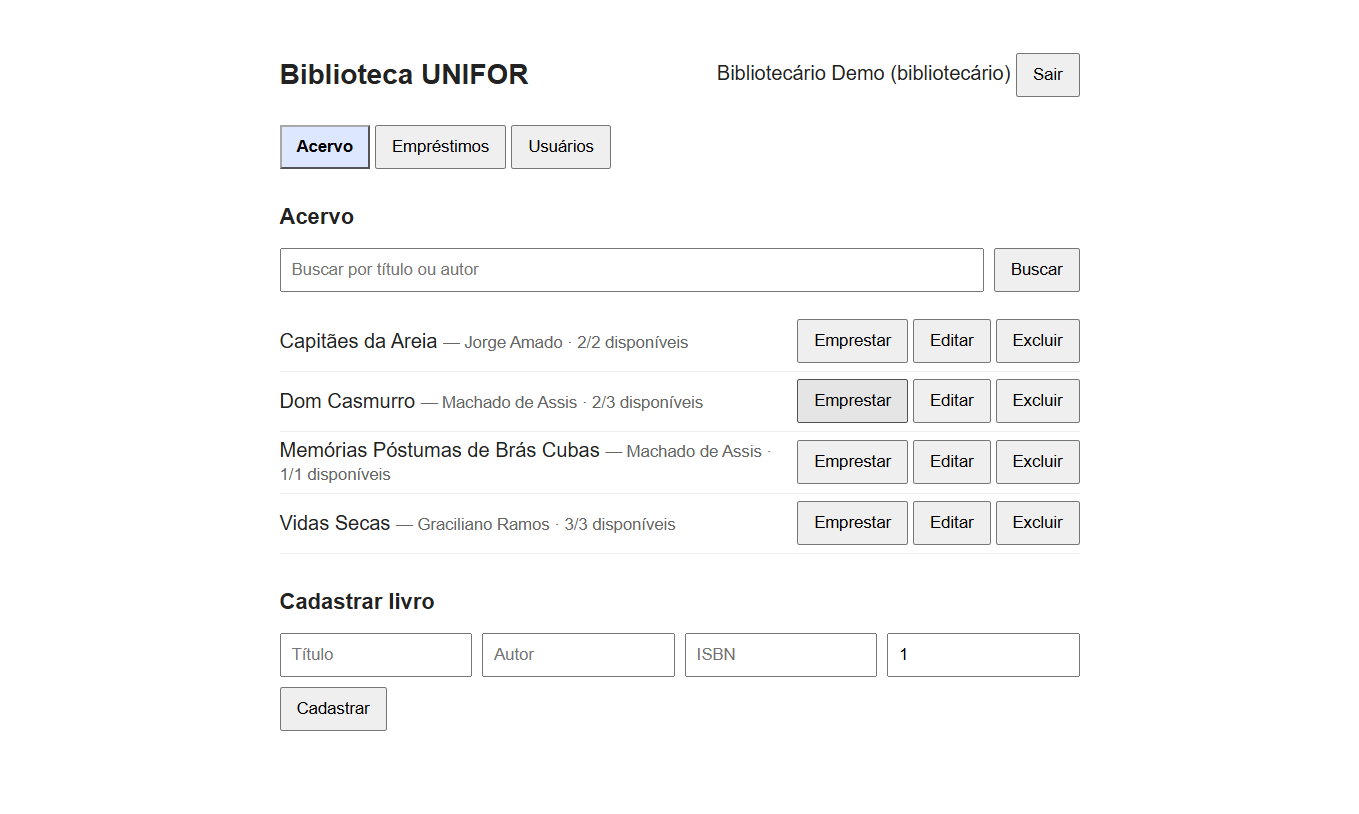 Biblioteca UNIFOR
Bibliotecário Demo (bibliotecário) Sair
Acervo Empréstimos Usuários
Acervo
Buscar por título ou autor Buscar
Capitães da Areia — Jorge Amado · 2/2 disponíveis Emprestar Editar Excluir
Dom Casmurro — Machado de Assis · 2/3 disponíveis Emprestar Editar Excluir
Memórias Póstumas de Brás Cubas — Machado de Assis ·
1/1 disponíveis Emprestar Editar Excluir
Vidas Secas — Graciliano Ramos · 3/3 disponíveis Emprestar Editar Excluir
Cadastrar livro
Título Autor ISBN 1
Cadastrar